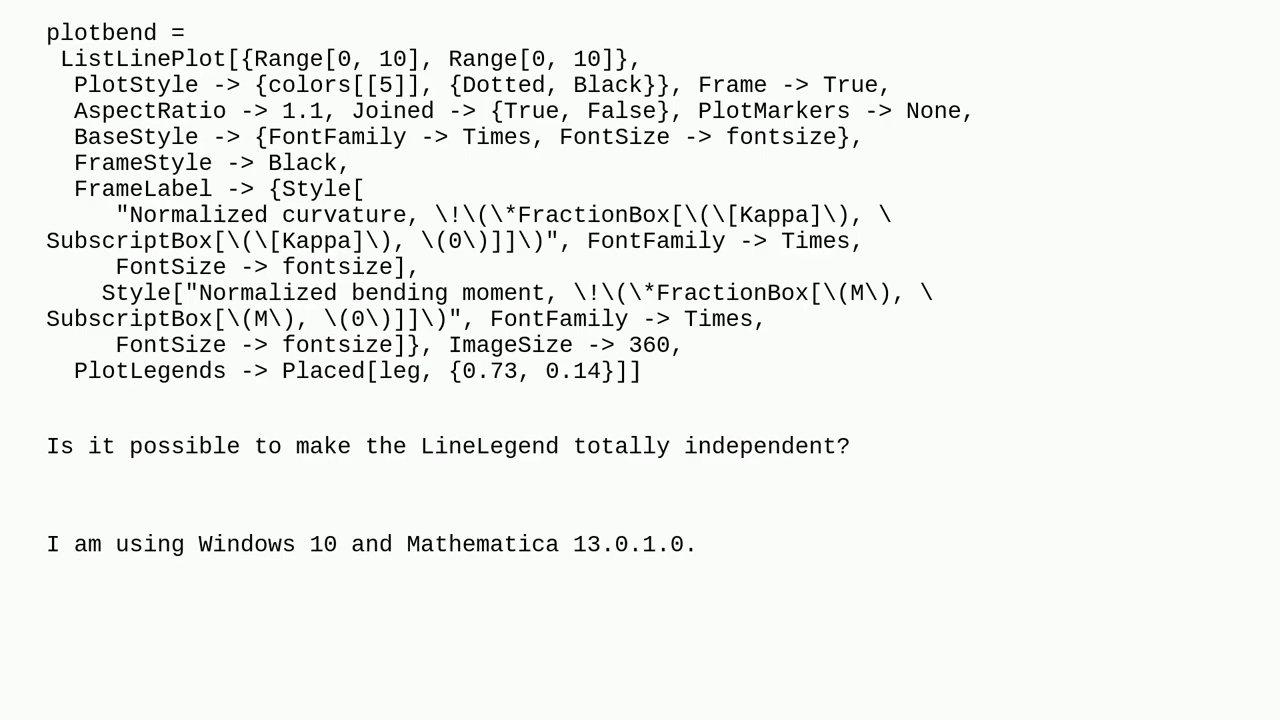 plotbend =
 ListLinePlot[{Range[0, 10], Range[0, 10]},
  PlotStyle -> {colors[[5]], {Dotted, Black}}, Frame -> True,
  AspectRatio -> 1.1, Joined -> {True, False}, PlotMarkers -> None,
  BaseStyle -> {FontFamily -> Times, FontSize -> fontsize},
  FrameStyle -> Black,
  FrameLabel -> {Style[
     "Normalized curvature, \!\(\*FractionBox[\(\[Kappa]\), \
SubscriptBox[\(\[Kappa]\), \(0\)]]\)", FontFamily -> Times,
     FontSize -> fontsize],
    Style["Normalized bending moment, \!\(\*FractionBox[\(M\), \
SubscriptBox[\(M\), \(0\)]]\)", FontFamily -> Times,
     FontSize -> fontsize]}, ImageSize -> 360,
  PlotLegends -> Placed[leg, {0.73, 0.14}]]
Is it possible to make the LineLegend totally independent?
I am using Windows 10 and Mathematica 13.0.1.0.